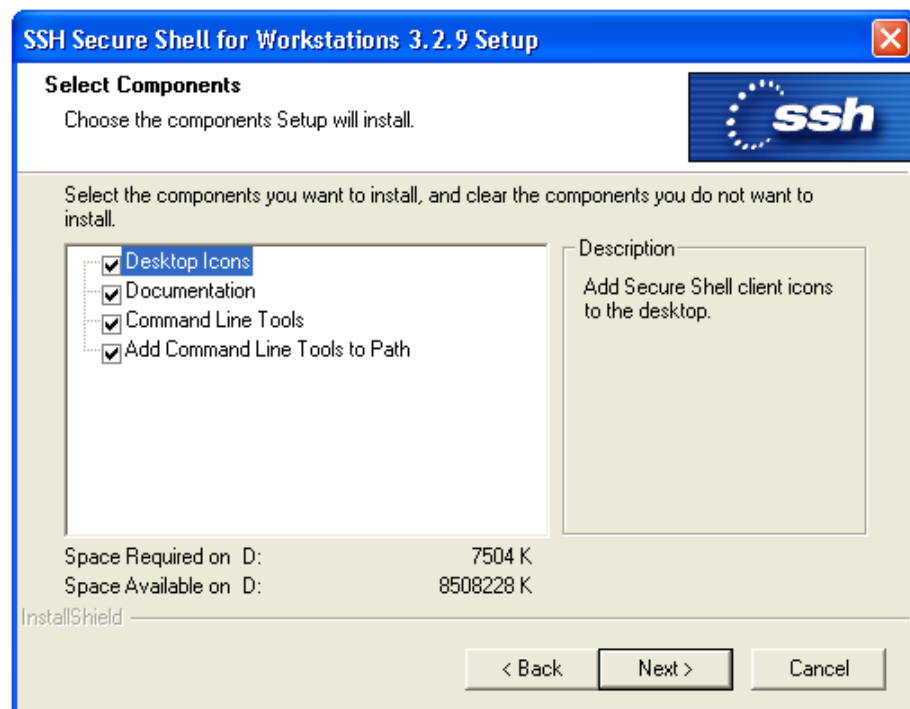 SSH Secure Shell for Workstations 3.2.9 Setup
Select Components
Choose the components Setup will install.
ssh
Select the components you want to install, and clear the components you do not want to
install.
Desktop Icons
Documentation
Command Line Tools
Add Command Line Tools to Path
Description
Add Secure Shell client icons
to the desktop.
Space Required on D: 7504 K
Space Available on D: 8508228 K
InstallShield
< Back Next > Cancel